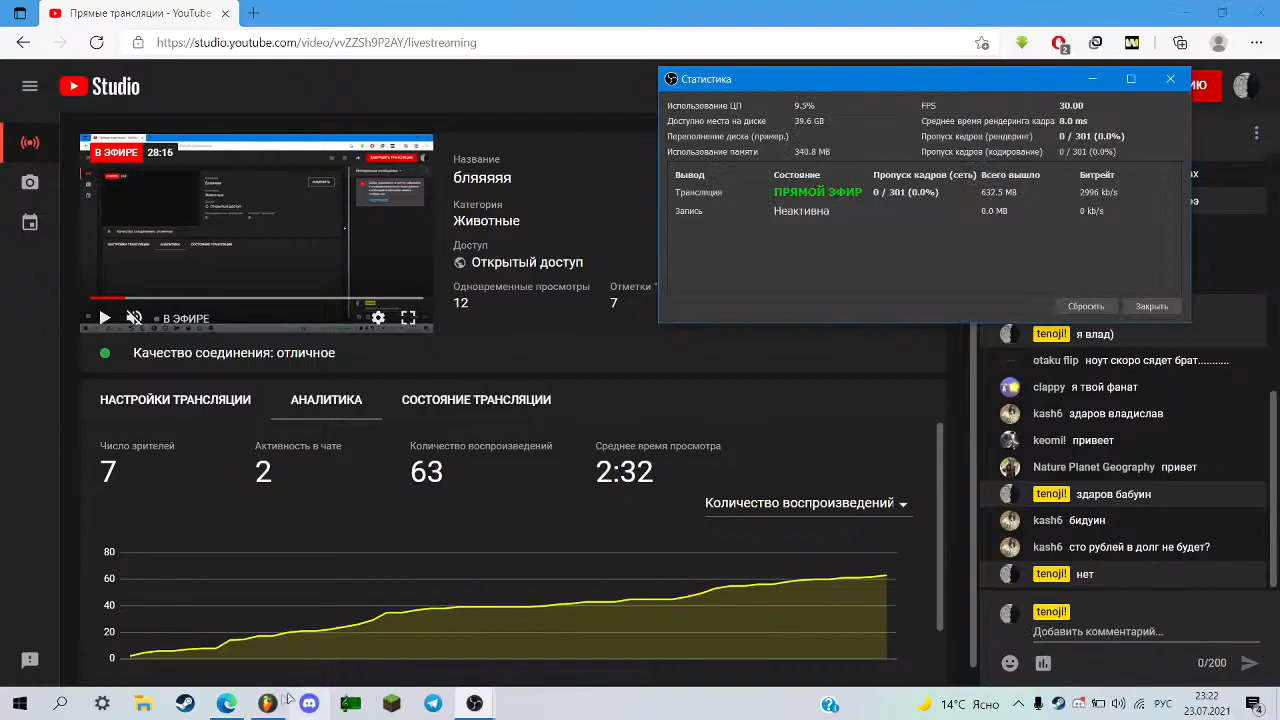 Прямые трансляции - YouTube
https://studio.youtube.com/video/vvZZSh9P2AY/livestreaming
2
Studio
Статистика
Использование ЦП 9.5% FPS 30.00
Доступно места на диске 39.6 GB Среднее время рендеринга кадра 8.0 ms
Переполнение диска (пример.) Пропуск кадров (рендеринг) 0 / 301 (0.0%)
Использование памяти 340.8 MB Пропуск кадров (кодирование) 0 / 301 (0.0%)
Вывод Состояние Пропуск кадров (сеть) Всего вышло Битрейт
Трансляция ПРЯМОЙ ЭФИР 0 / 301 (0.0%) 632.5 MB 2996 kb/s
Запись Неактивна 0.0 MB 0 kb/s
Сбросить Закрыть
В ЭФИРЕ 28:16
В ЭФИРЕ
Название
бляяяяя
Категория
Животные
Доступ
Открытый доступ
Одновременные просмотры Отметки "
12 7
Качество соединения: отличное
НАСТРОЙКИ ТРАНСЛЯЦИИ АНАЛИТИКА СОСТОЯНИЕ ТРАНСЛЯЦИИ
Число зрителей Активность в чате Количество воспроизведений Среднее время просмотра
7 2 63 2:32
Количество воспроизведений
80
60
40
20
0
tenoji! я влад)
otaku flip ноут скоро сядет брат...........
clappy я твой фанат
kash6 здаров владислав
keomi! привеет
Nature Planet Geography привет
tenoji! здаров бабуин
kash6 бидуин
kash6 сто рублей в долг не будет?
tenoji! нет
tenoji!
Добавить комментарий...
0/200
14°C Ясно
РУС
23:22
23.07.2021
4